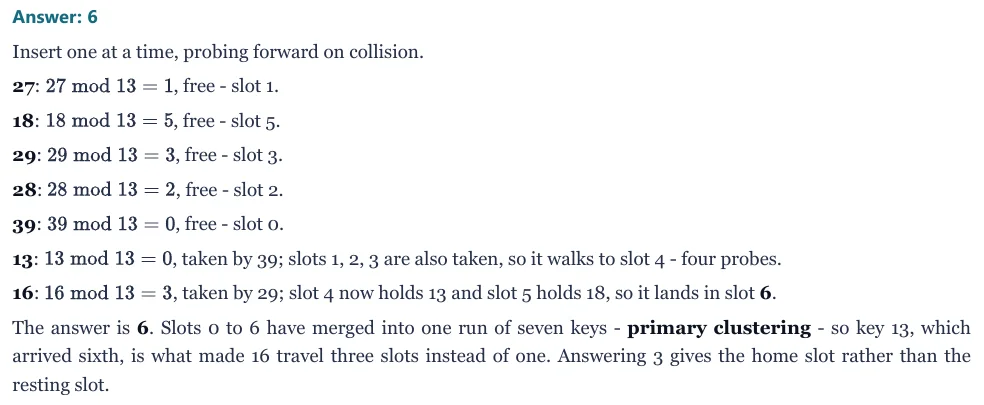 Answer: 6
Insert one at a time, probing forward on collision.
27: 27 mod 13 = 1, free - slot 1.
18: 18 mod 13 = 5, free - slot 5.
29: 29 mod 13 = 3, free - slot 3.
28: 28 mod 13 = 2, free - slot 2.
39: 39 mod 13 = 0, free - slot 0.
13: 13 mod 13 = 0, taken by 39; slots 1, 2, 3 are also taken, so it walks to slot 4 - four probes.
16: 16 mod 13 = 3, taken by 29; slot 4 now holds 13 and slot 5 holds 18, so it lands in slot 6.
The answer is 6. Slots 0 to 6 have merged into one run of seven keys - primary clustering - so key 13, which
arrived sixth, is what made 16 travel three slots instead of one. Answering 3 gives the home slot rather than the
resting slot.